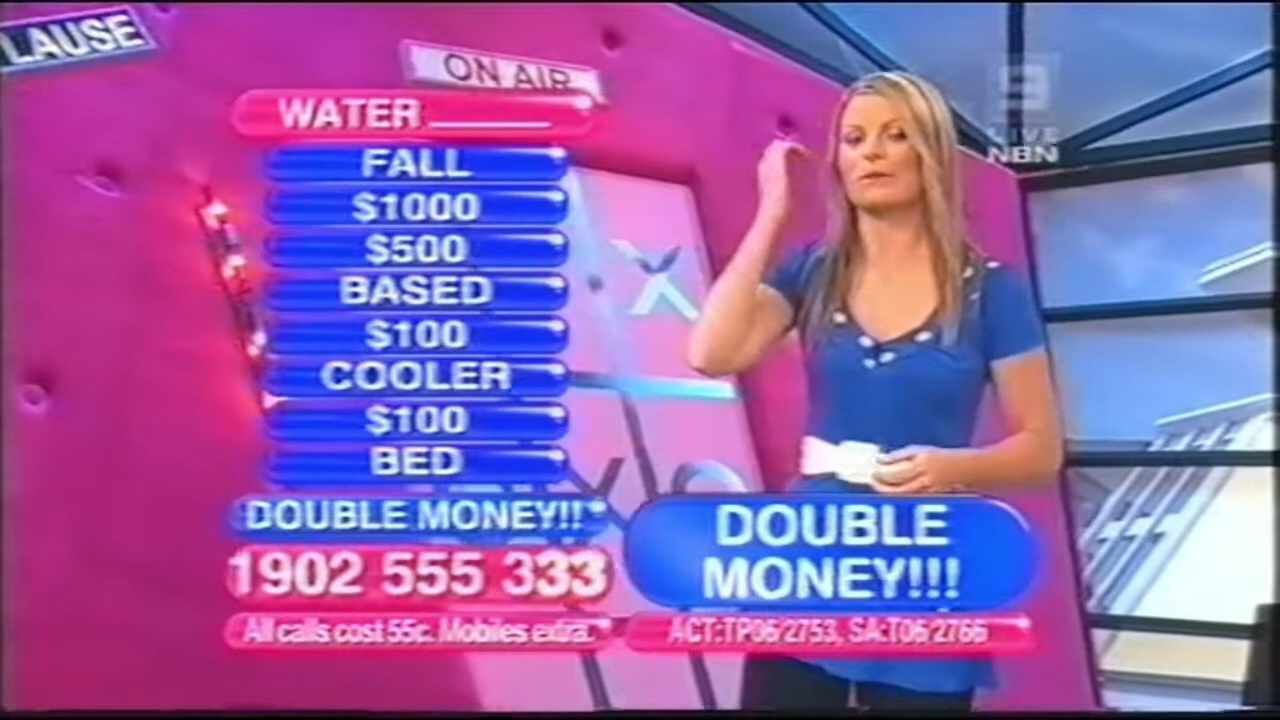 LAUSE
ON AIR
WATER ______
FALL
$1000
$500
BASED
$100
COOLER
$100
BED
DOUBLE MONEY!!
1902 555 333
All calls cost 55c. Mobiles extra.
DOUBLE
MONEY!!!
ACT:TP06/2753, SA:T06/2766
9
LIVE
NBN